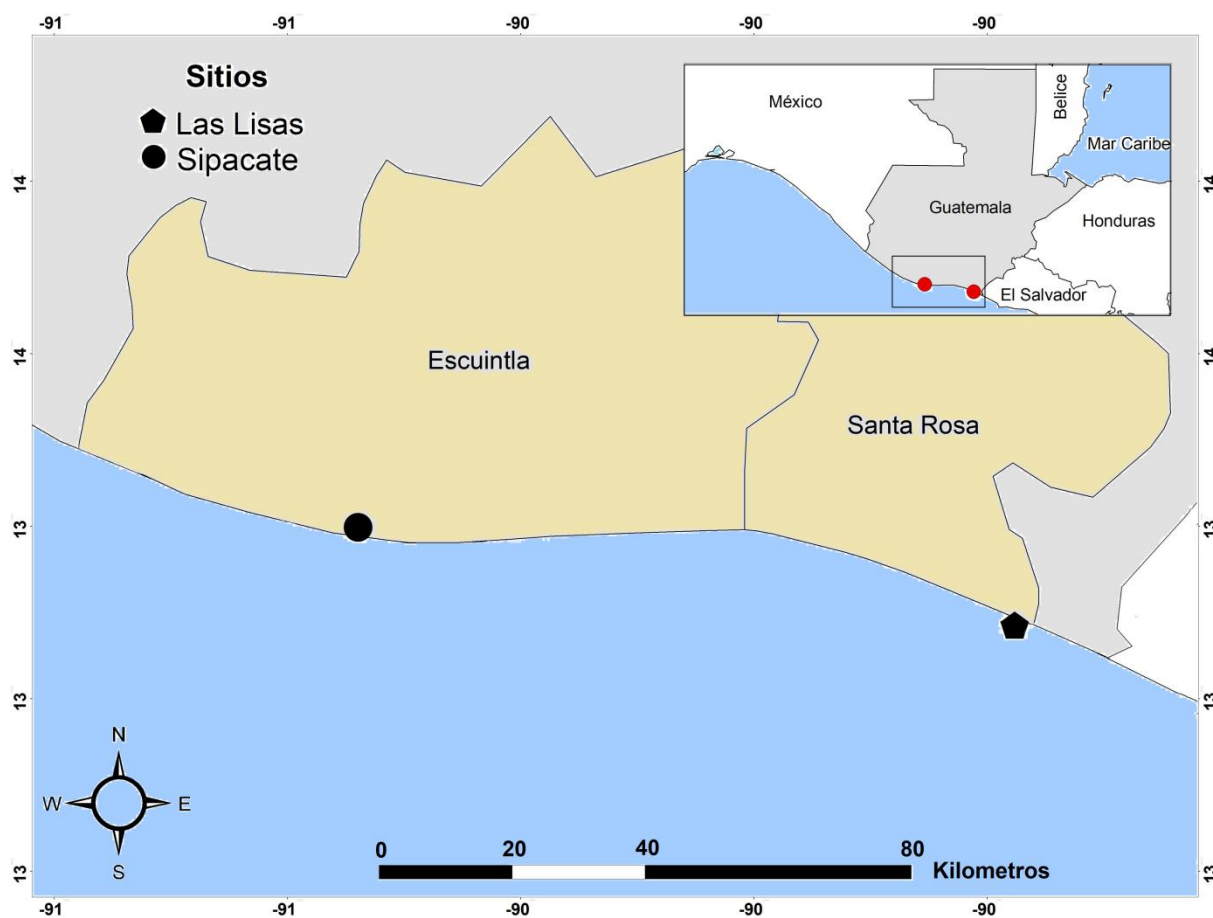 -91 -91 -90 -90 -90
Sitios
Las Lisas
Sipacate
México
Belice
Mar Caribe
Guatemala
Honduras
El Salvador
14 14
14 14
Escuintla
Santa Rosa
13 13
13 13
N
W E
S
0 20 40 80
Kilometros
13 13
-91 -91 -90 -90 -90